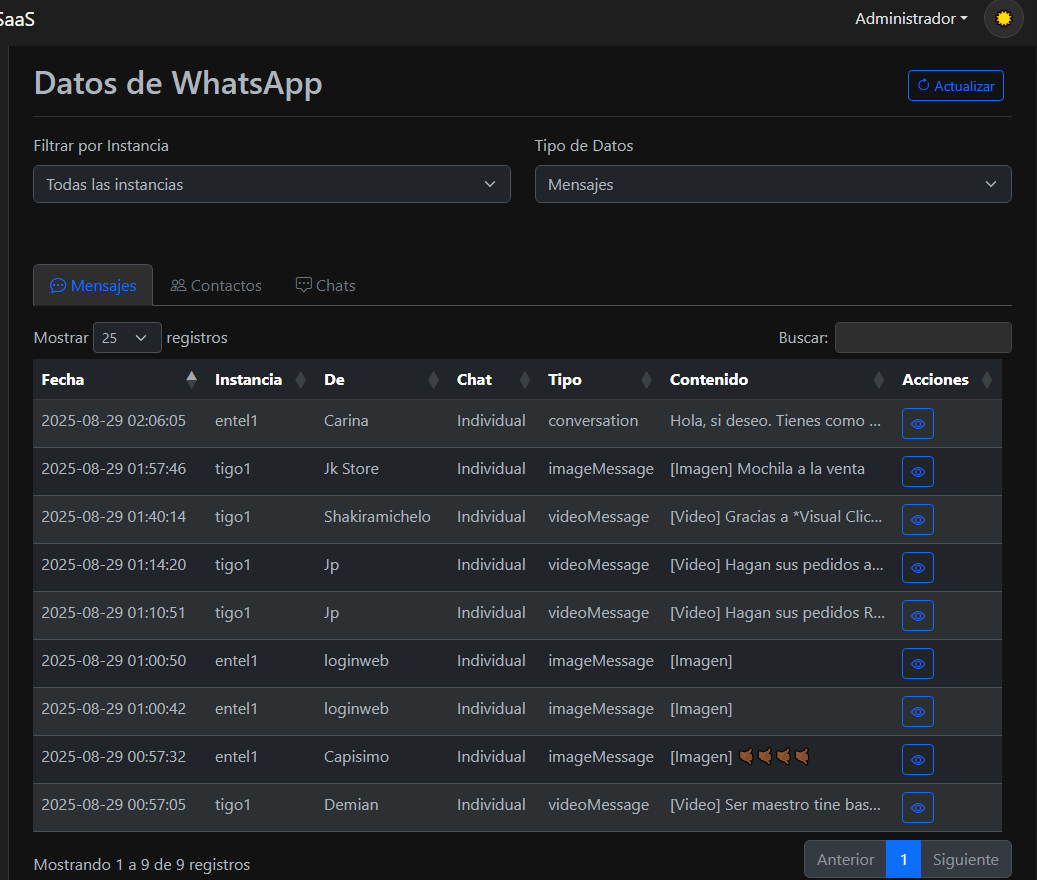 SaaS
Administrador
Datos de WhatsApp
Actualizar
Filtrar por Instancia
Tipo de Datos
Todas las instancias
Mensajes
Mensajes Contactos Chats
Mostrar 25 registros
Buscar:
Fecha Instancia De Chat Tipo Contenido Acciones
2025-08-29 02:06:05 entel1 Carina Individual conversation Hola, si deseo. Tienes como ...
2025-08-29 01:57:46 tigo1 Jk Store Individual imageMessage [Imagen] Mochila a la venta
2025-08-29 01:40:14 tigo1 Shakiramichelo Individual videoMessage [Video] Gracias a *Visual Clic...
2025-08-29 01:14:20 tigo1 Jp Individual videoMessage [Video] Hagan sus pedidos a...
2025-08-29 01:10:51 tigo1 Jp Individual videoMessage [Video] Hagan sus pedidos R...
2025-08-29 01:00:50 entel1 loginweb Individual imageMessage [Imagen]
2025-08-29 01:00:42 entel1 loginweb Individual imageMessage [Imagen]
2025-08-29 00:57:32 entel1 Capisimo Individual imageMessage [Imagen]
2025-08-29 00:57:05 tigo1 Demian Individual videoMessage [Video] Ser maestro tine bas...
Mostrando 1 a 9 de 9 registros
Anterior 1 Siguiente